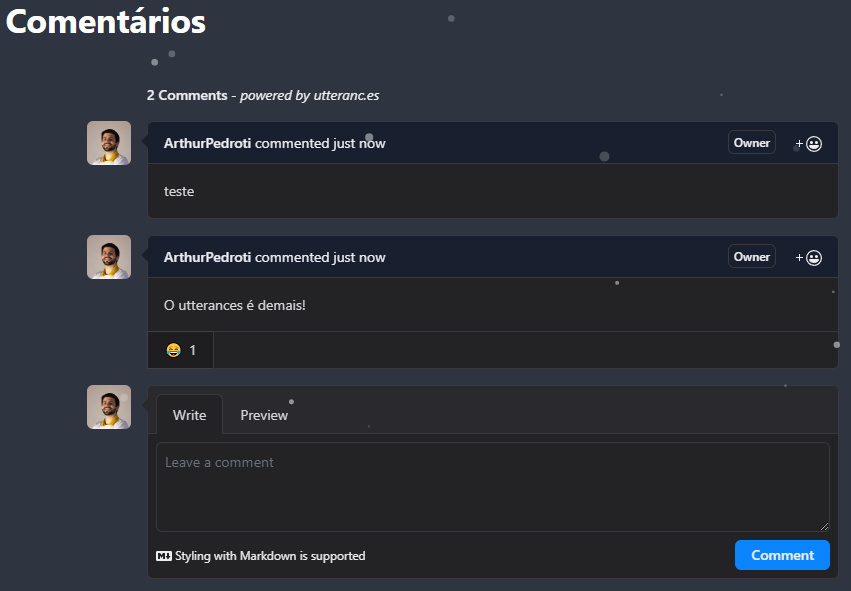 Comentários
2 Comments - powered by utteranc.es
ArthurPedroti commented just now Owner +
teste
ArthurPedroti commented just now Owner +
O utterances é demais!
😂 1
Write Preview
Leave a comment
M↓ Styling with Markdown is supported Comment